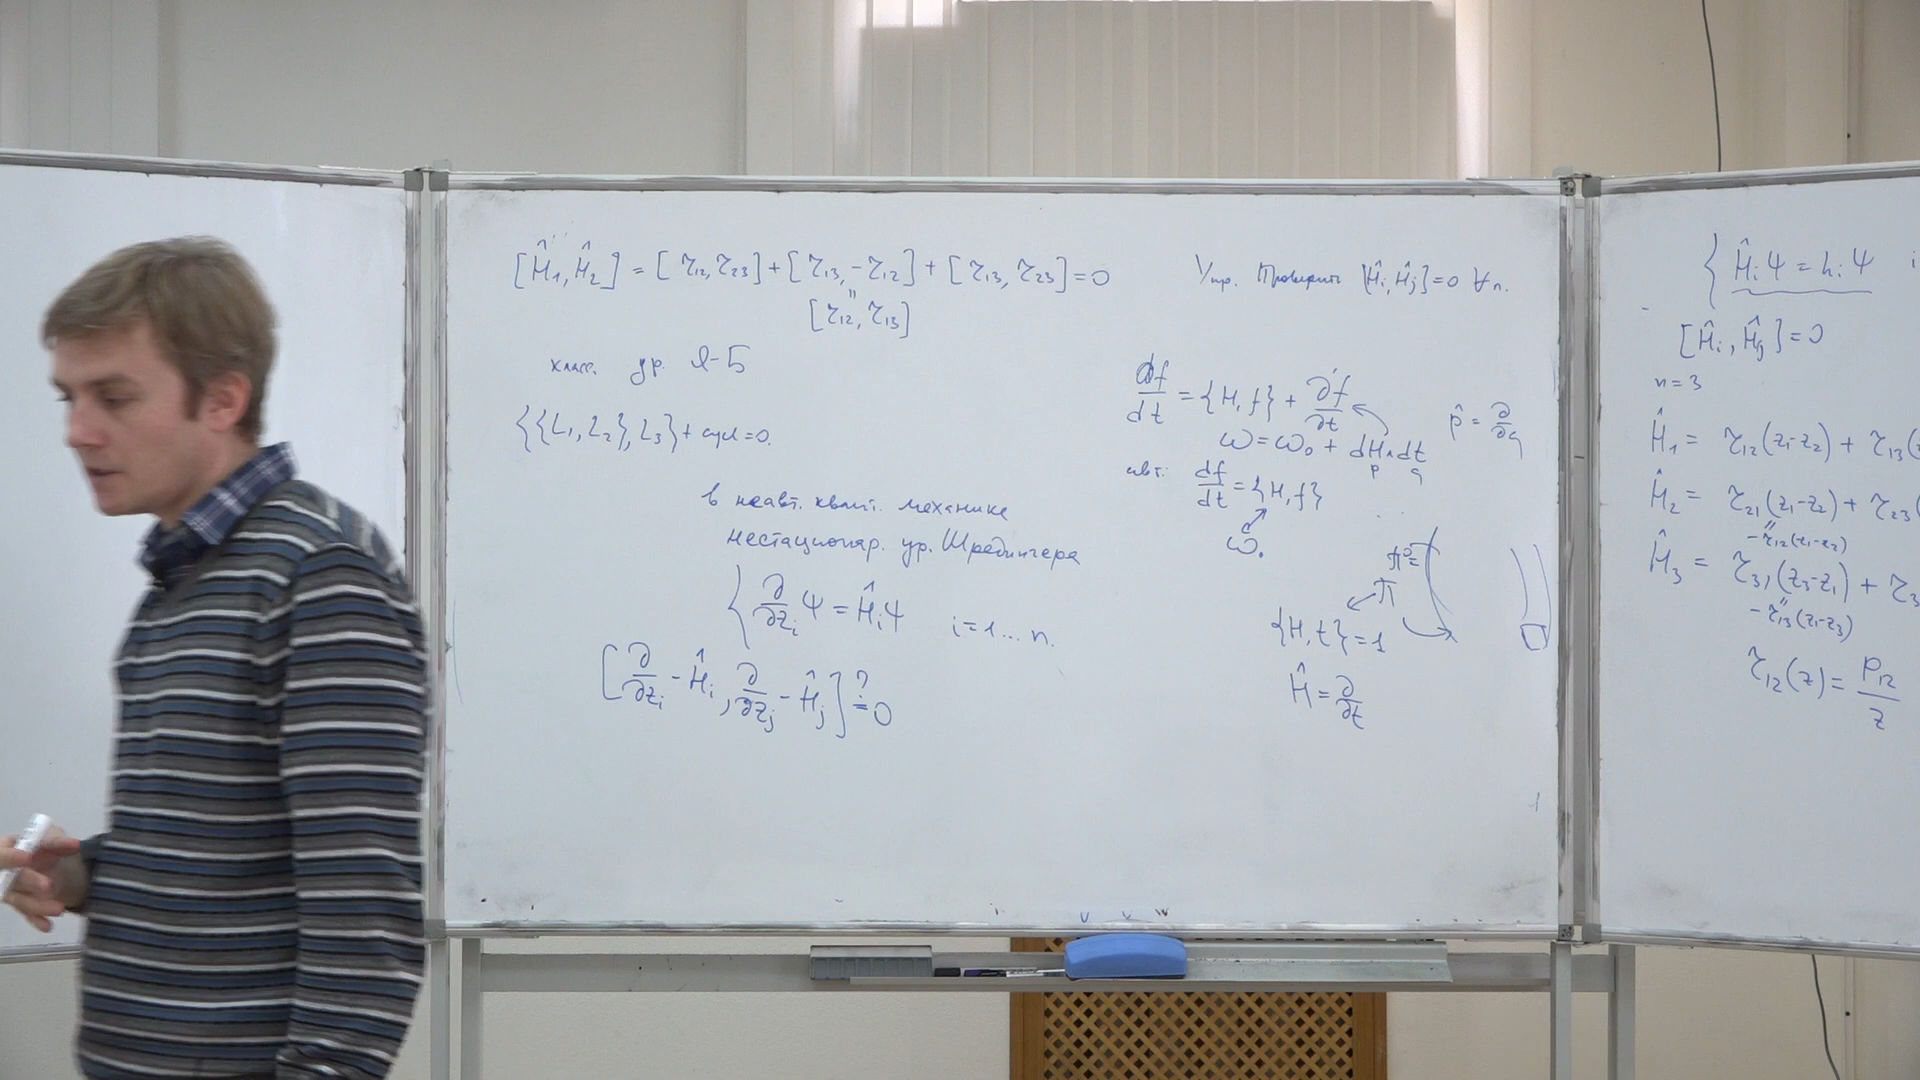 [Ĥ₁, Ĥ₂] = [r₁₂, r₂₃] + [r₁₃, -r₁₂] + [r₁₃, r₂₃] = 0
"
[r₁₂, r₁₃]
Упр. Проверить [Ĥᵢ, Ĥⱼ] = 0 ∀n.
класс. ур. Я-Б
{{L₁, L₂}, L₃} + cycl = 0.
df/dt = {H, f} + ∂f/∂t
ω = ω₀ + dH∧dt
p q
p̂ = ∂/∂q
авт: df/dt = {H, f}
ω₀
в неавт. квант. механике
нестационар. ур. Шредингера
{ ∂/∂zᵢ Ψ = Ĥᵢ Ψ i = 1 ... n.
[∂/∂zᵢ - Ĥᵢ, ∂/∂zⱼ - Ĥⱼ] ≟ 0
π
{H, t} = 1
Ĥ = ∂/∂t
{ Ĥᵢ Ψ = hᵢ Ψ i
[Ĥᵢ, Ĥⱼ] = 0
n = 3
Ĥ₁ = r₁₂(z₁-z₂) + r₁₃(z
Ĥ₂ = r₂₁(z₁-z₂) + r₂₃(
"
-r₁₂(z₁-z₂)
Ĥ₃ = r₃₁(z₃-z₁) + r₃
"
-r₁₃(z₁-z₃)
r₁₂(z) = P₁₂/z